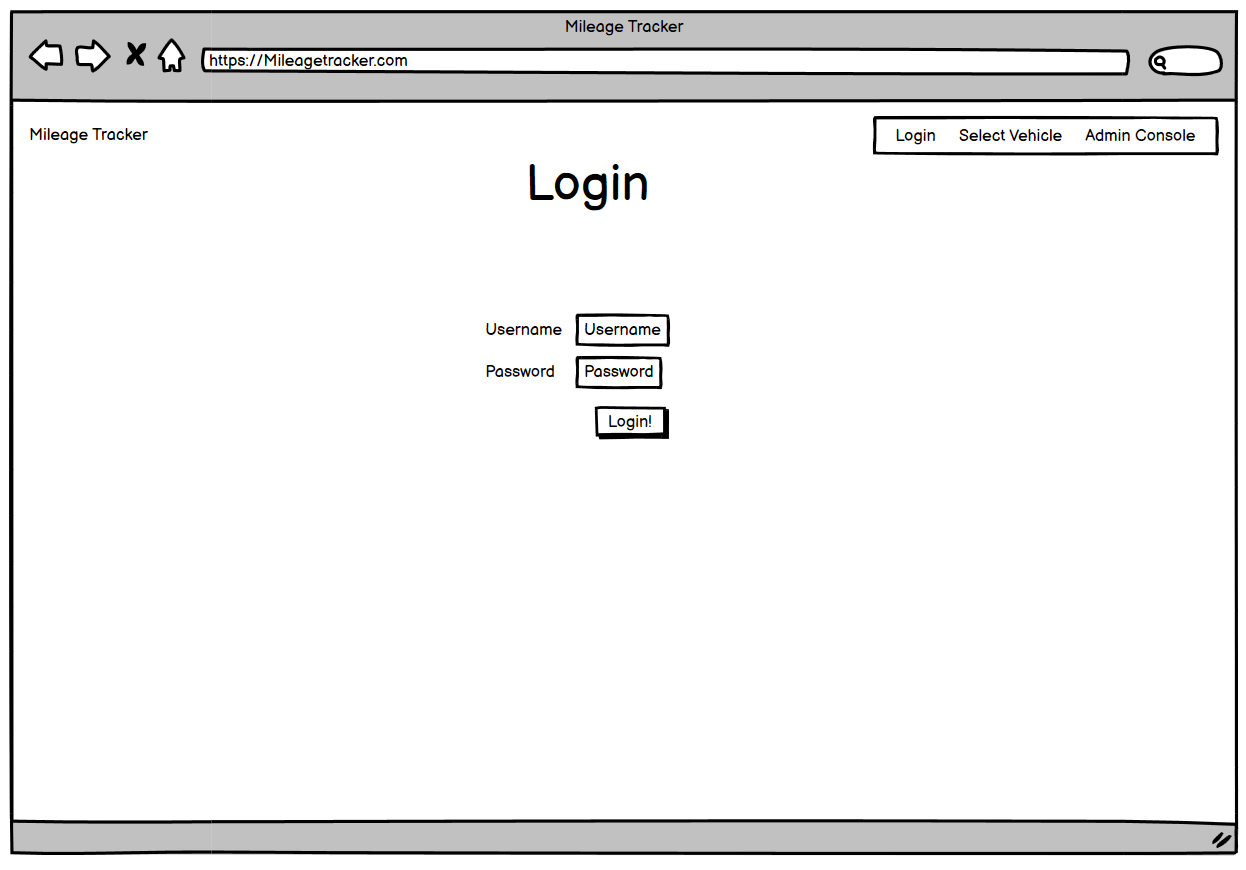 Mileage Tracker
https://Mileagetracker.com
Mileage Tracker
Login Select Vehicle Admin Console
Login
Username Username
Password Password
Login!